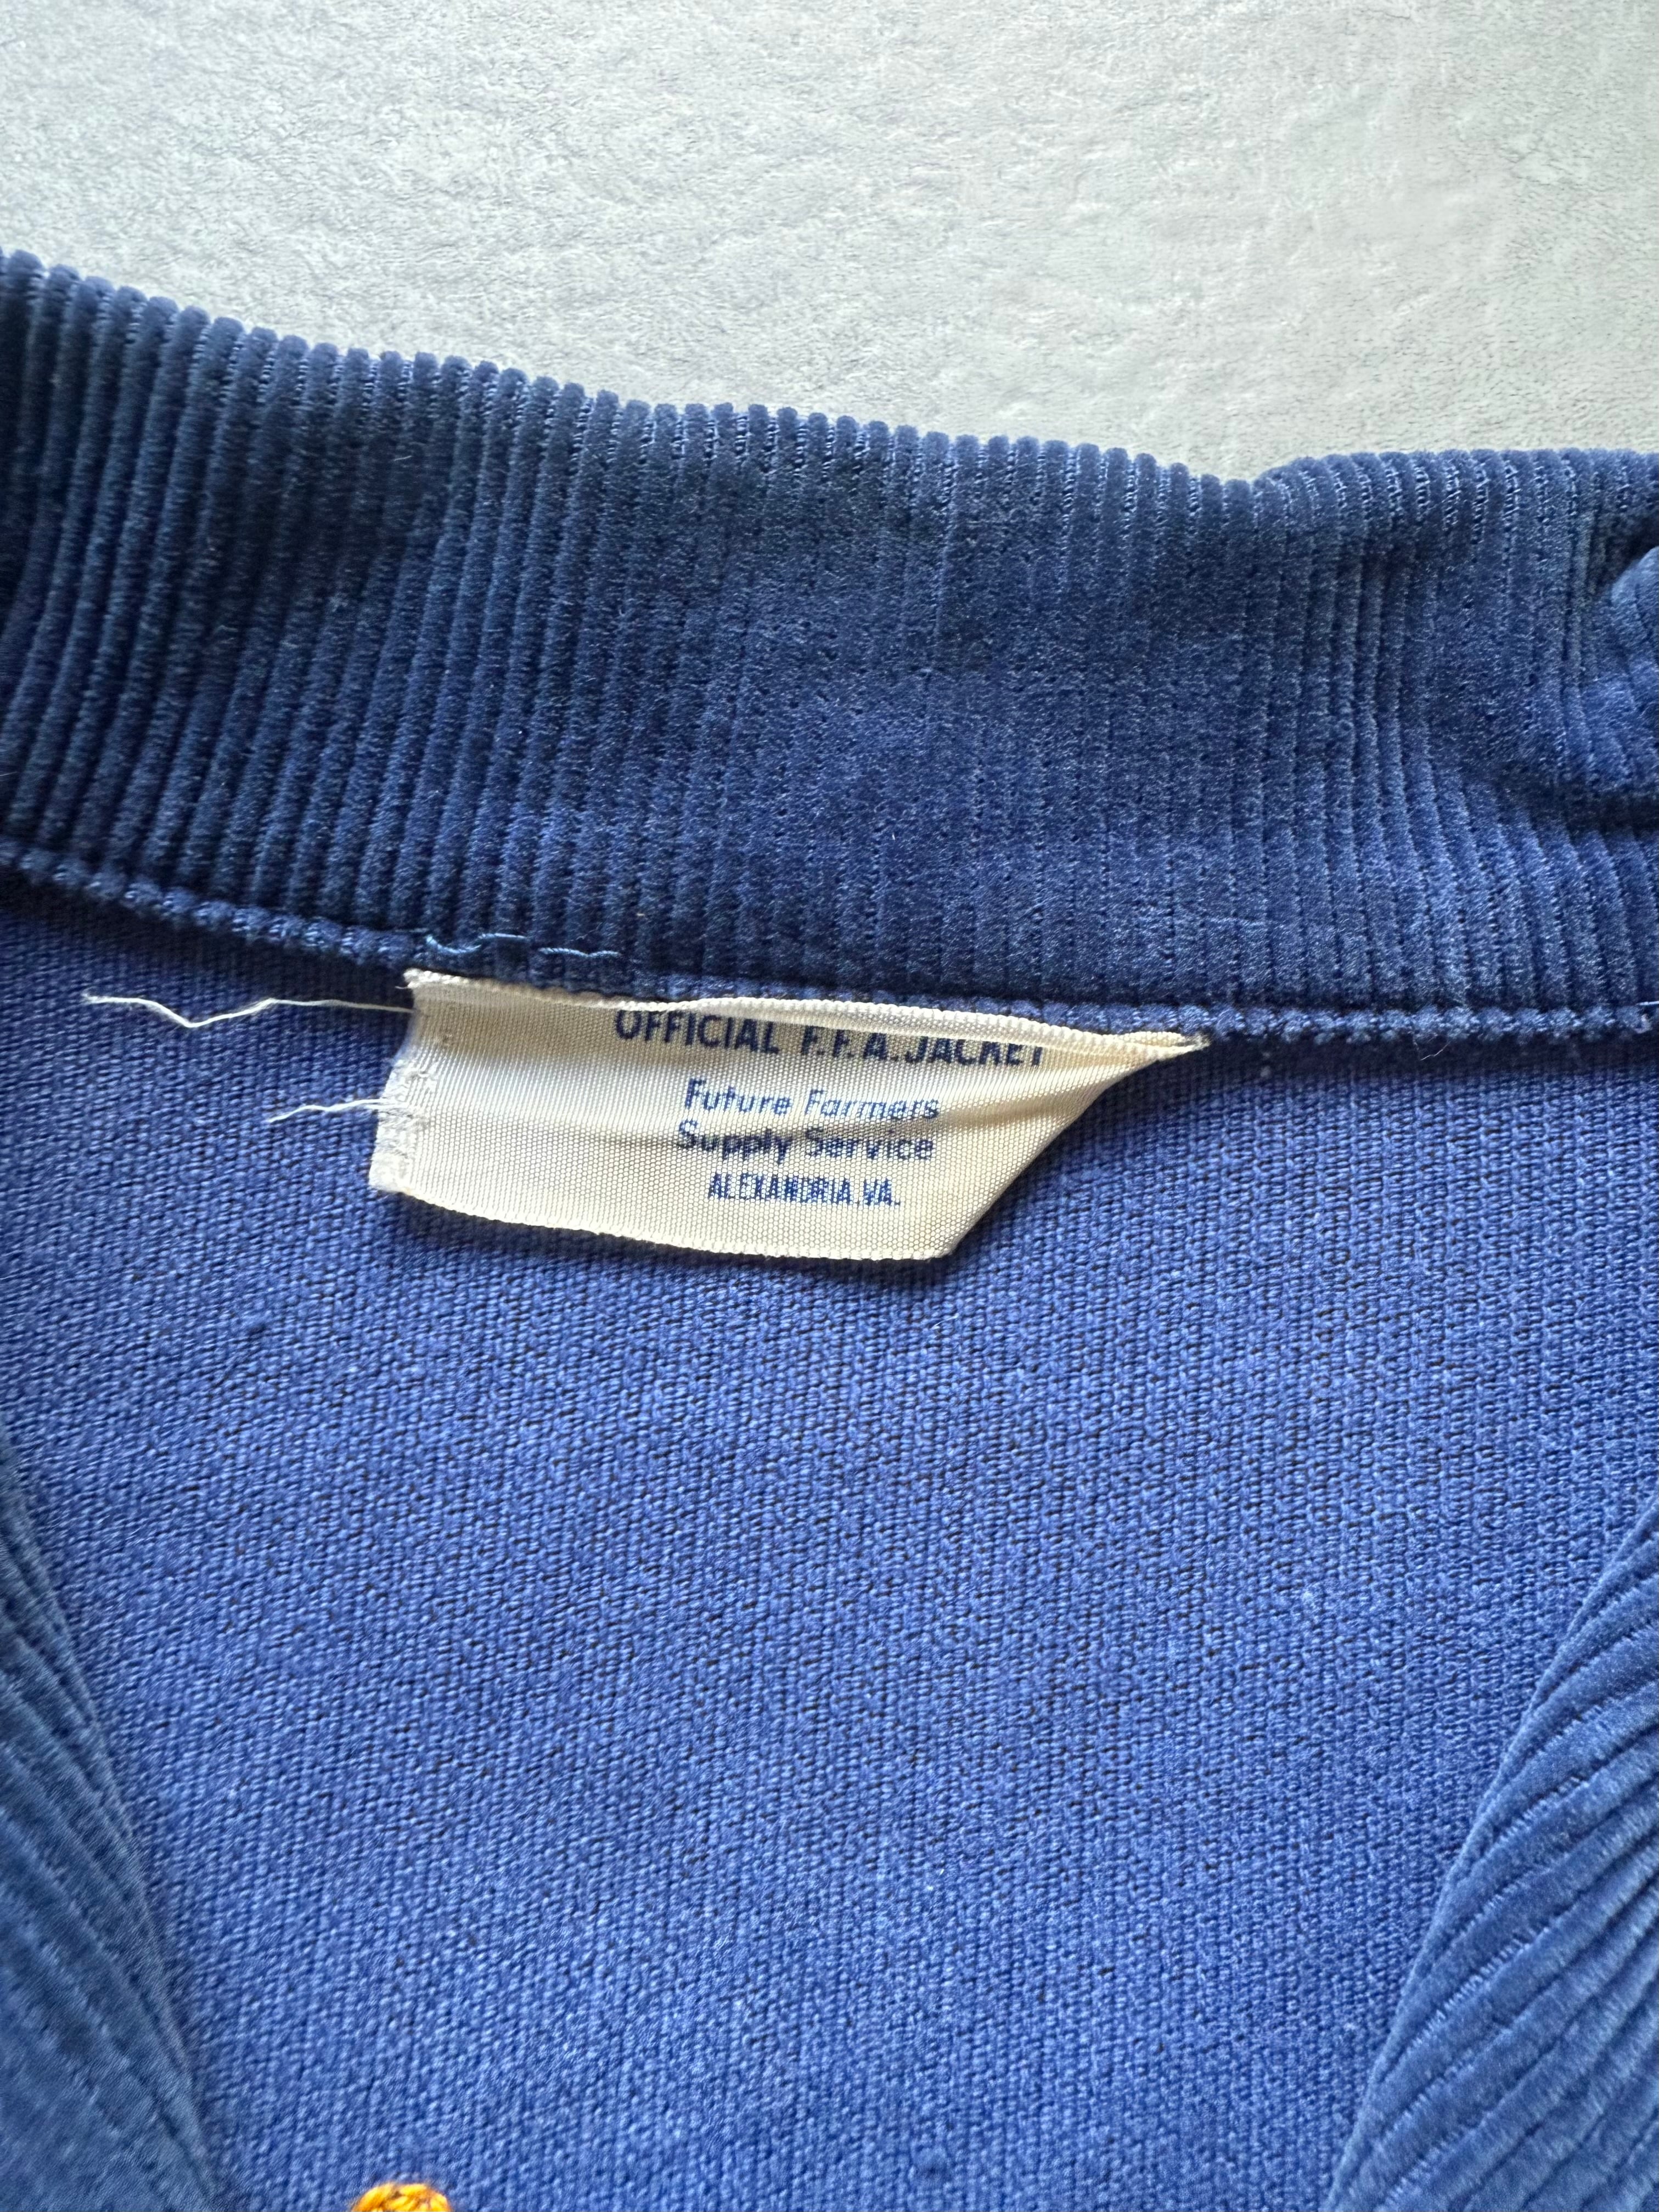 OFFICIAL F.F.A. JACKET
Future Farmers
Supply Service
ALEXANDRIA, VA.